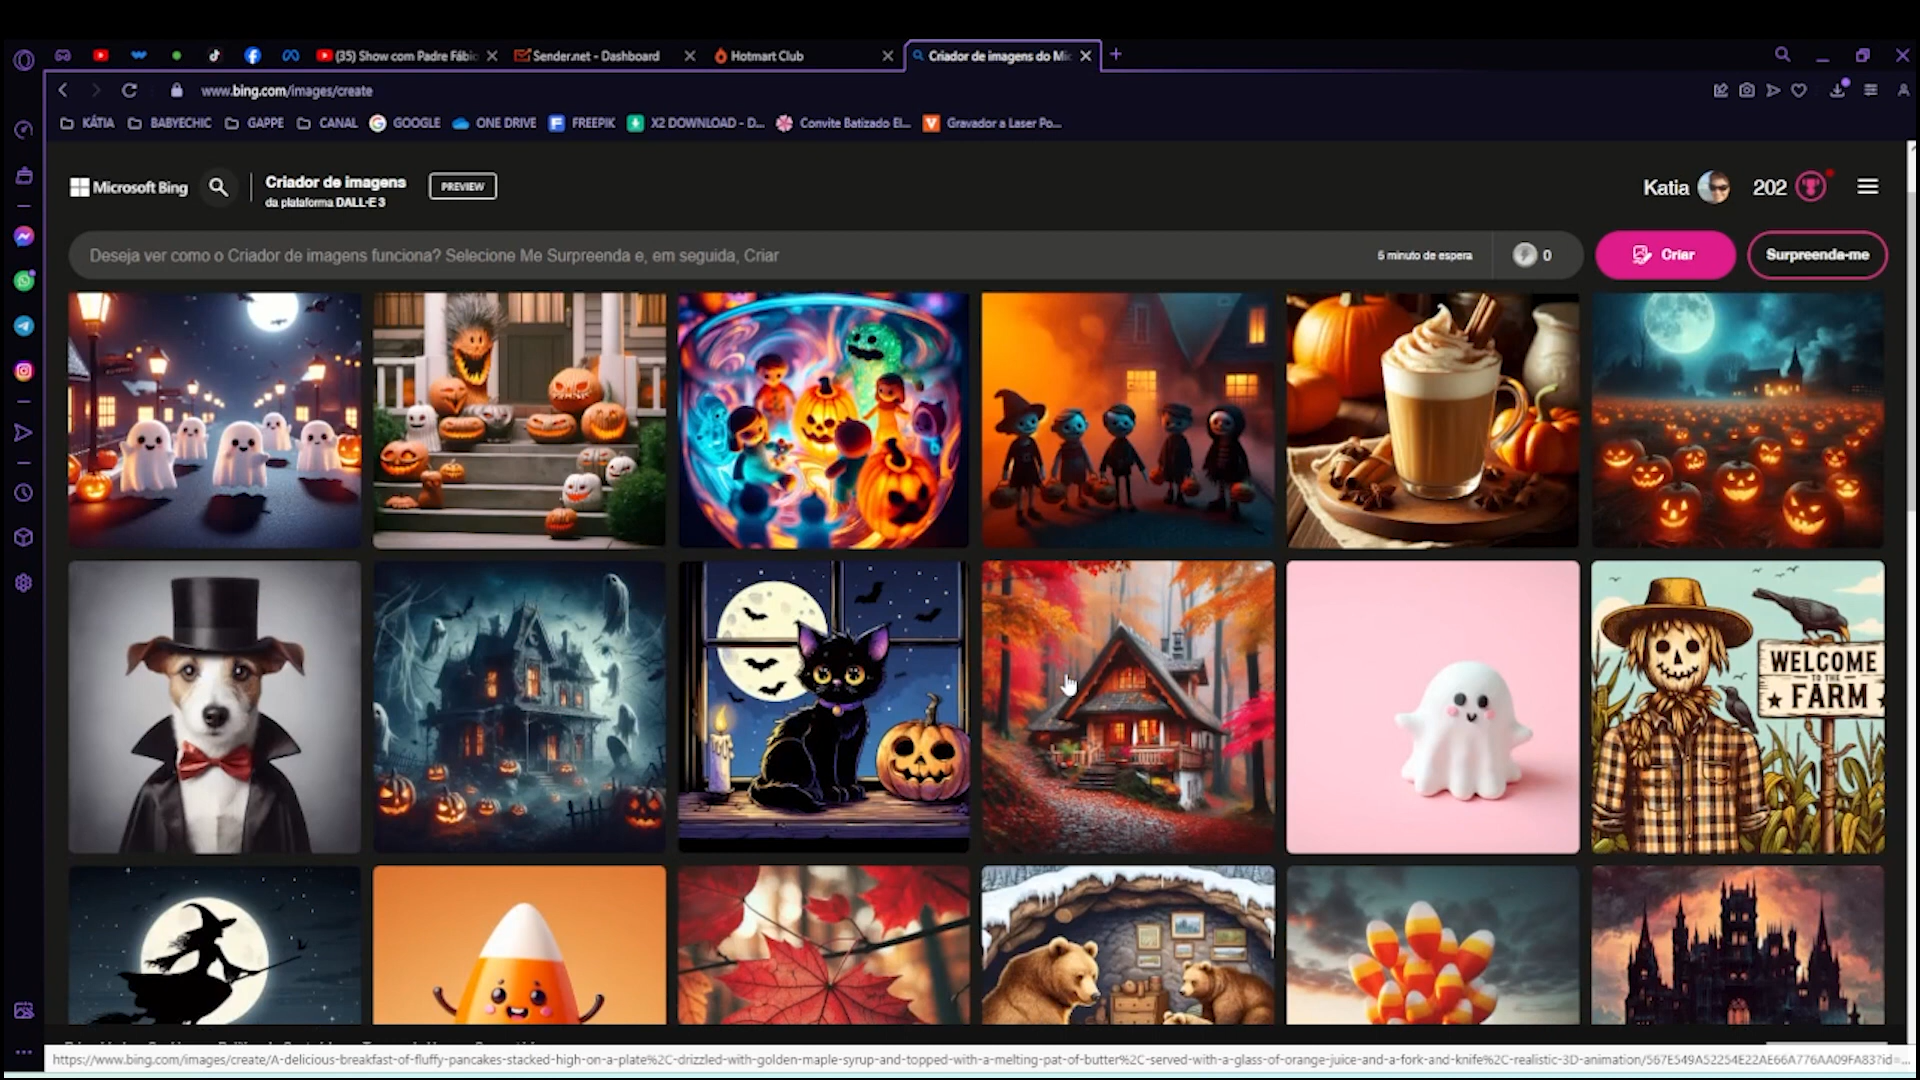 (35) Show com Padre Fábio
Sender.net - Dashboard
Hotmart Club
Criador de imagens do Mic
www.bing.com/images/create
KÁTIA
BABYECHIC
GAPPE
CANAL
GOOGLE
ONE DRIVE
FREEPIK
X2 DOWNLOAD - D...
Convite Batizado El...
Gravador a Laser Po...
Microsoft Bing
Criador de imagens
da plataforma DALL·E 3
PREVIEW
Katia
202
Deseja ver como o Criador de imagens funciona? Selecione Me Surpreenda e, em seguida, Criar
5 minuto de espera
0
Criar
Surpreenda-me
WELCOME
TO THE
FARM
https://www.bing.com/images/create/A-delicious-breakfast-of-fluffy-pancakes-stacked-high-on-a-plate%2C-drizzled-with-golden-maple-syrup-and-topped-with-a-melting-pat-of-butter%2C-served-with-a-glass-of-orange-juice-and-a-fork-and-knife%2C-realistic-3D-animation/567E549A52254E22AE66A776AA09FA83?id=...